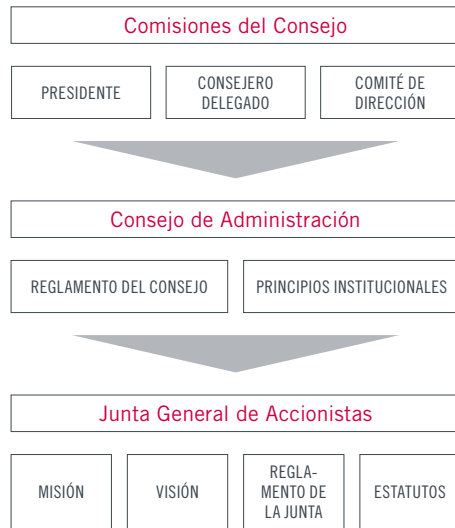 Comisiones del Consejo
PRESIDENTE
CONSEJERO
DELEGADO
COMITÉ DE
DIRECCIÓN
Consejo de Administración
REGLAMENTO DEL CONSEJO
PRINCIPIOS INSTITUCIONALES
Junta General de Accionistas
MISIÓN
VISIÓN
REGLA-
MENTO DE
LA JUNTA
ESTATUTOS